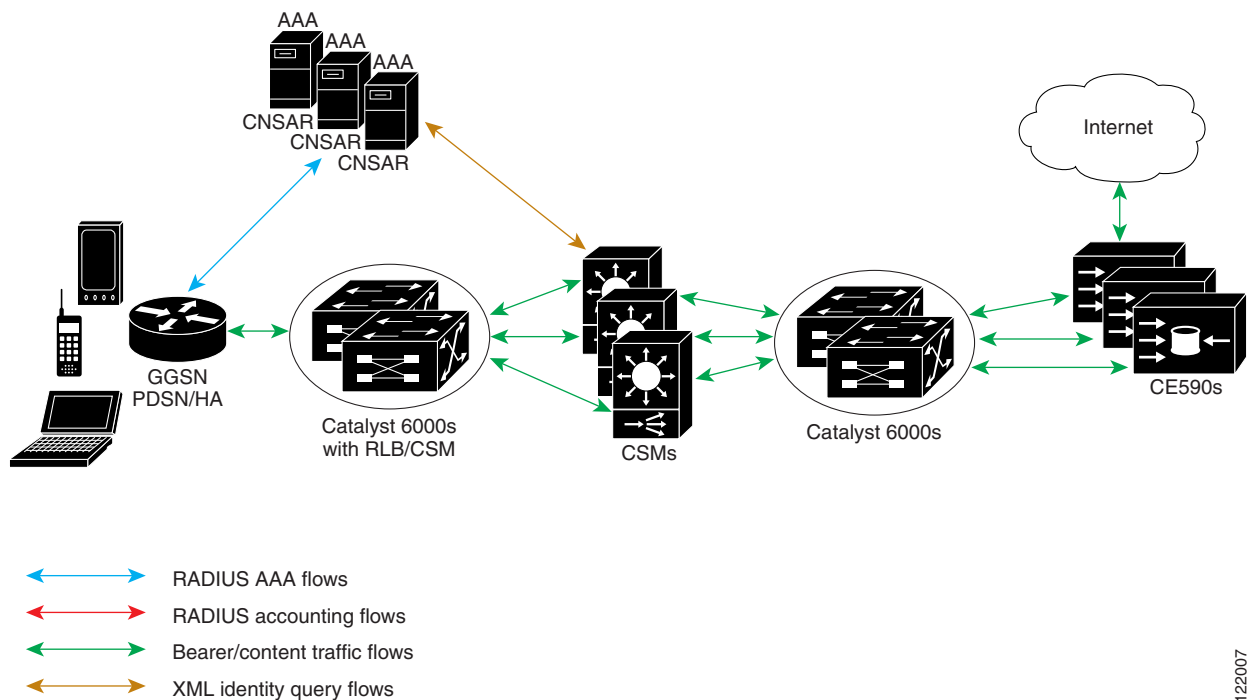 AAA
AAA
AAA
CNSAR
CNSAR
CNSAR
Internet
GGSN
PDSN/HA
Catalyst 6000s
with RLB/CSM
CSMs
Catalyst 6000s
CE590s
RADIUS AAA flows
RADIUS accounting flows
Bearer/content traffic flows
XML identity query flows
122007